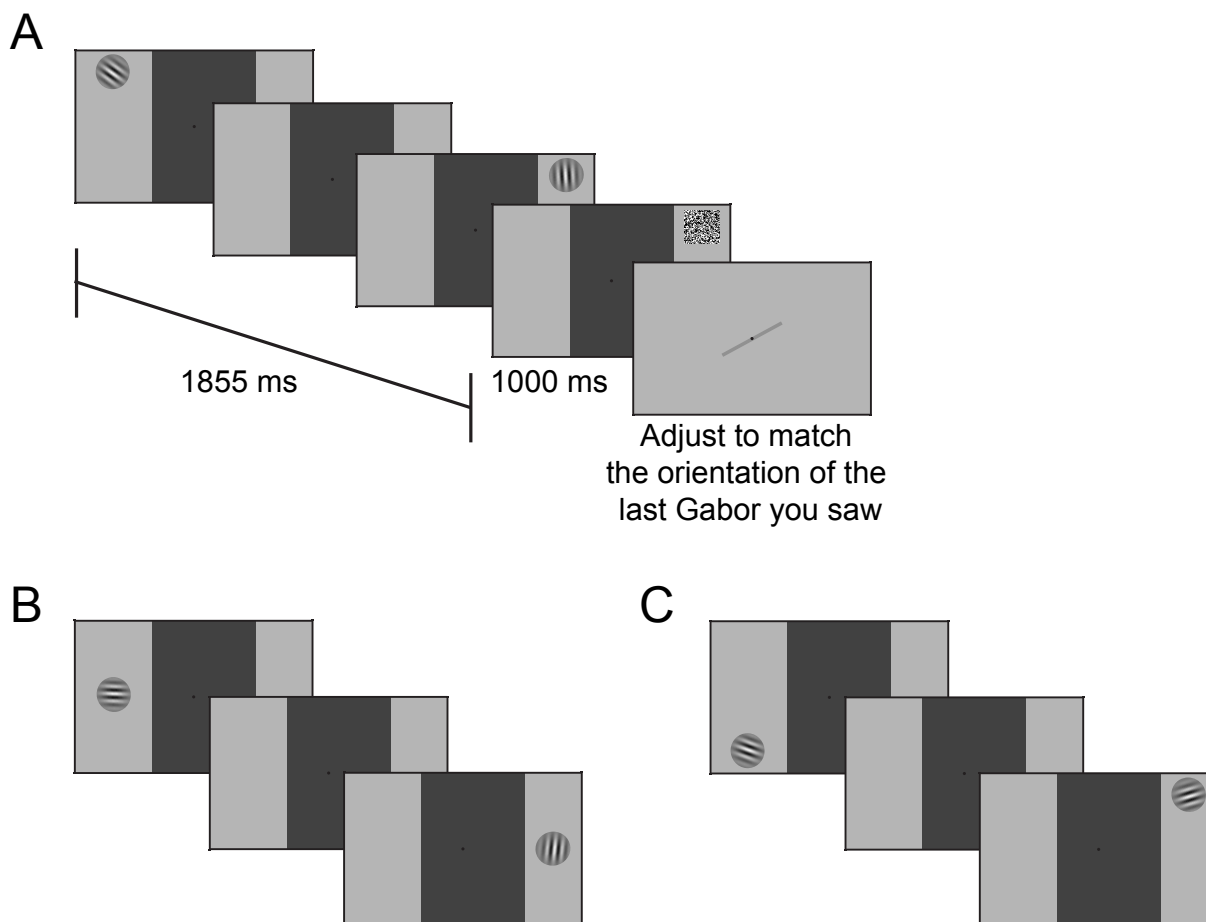 A
1855 ms
1000 ms
Adjust to match
the orientation of the
last Gabor you saw
B
C